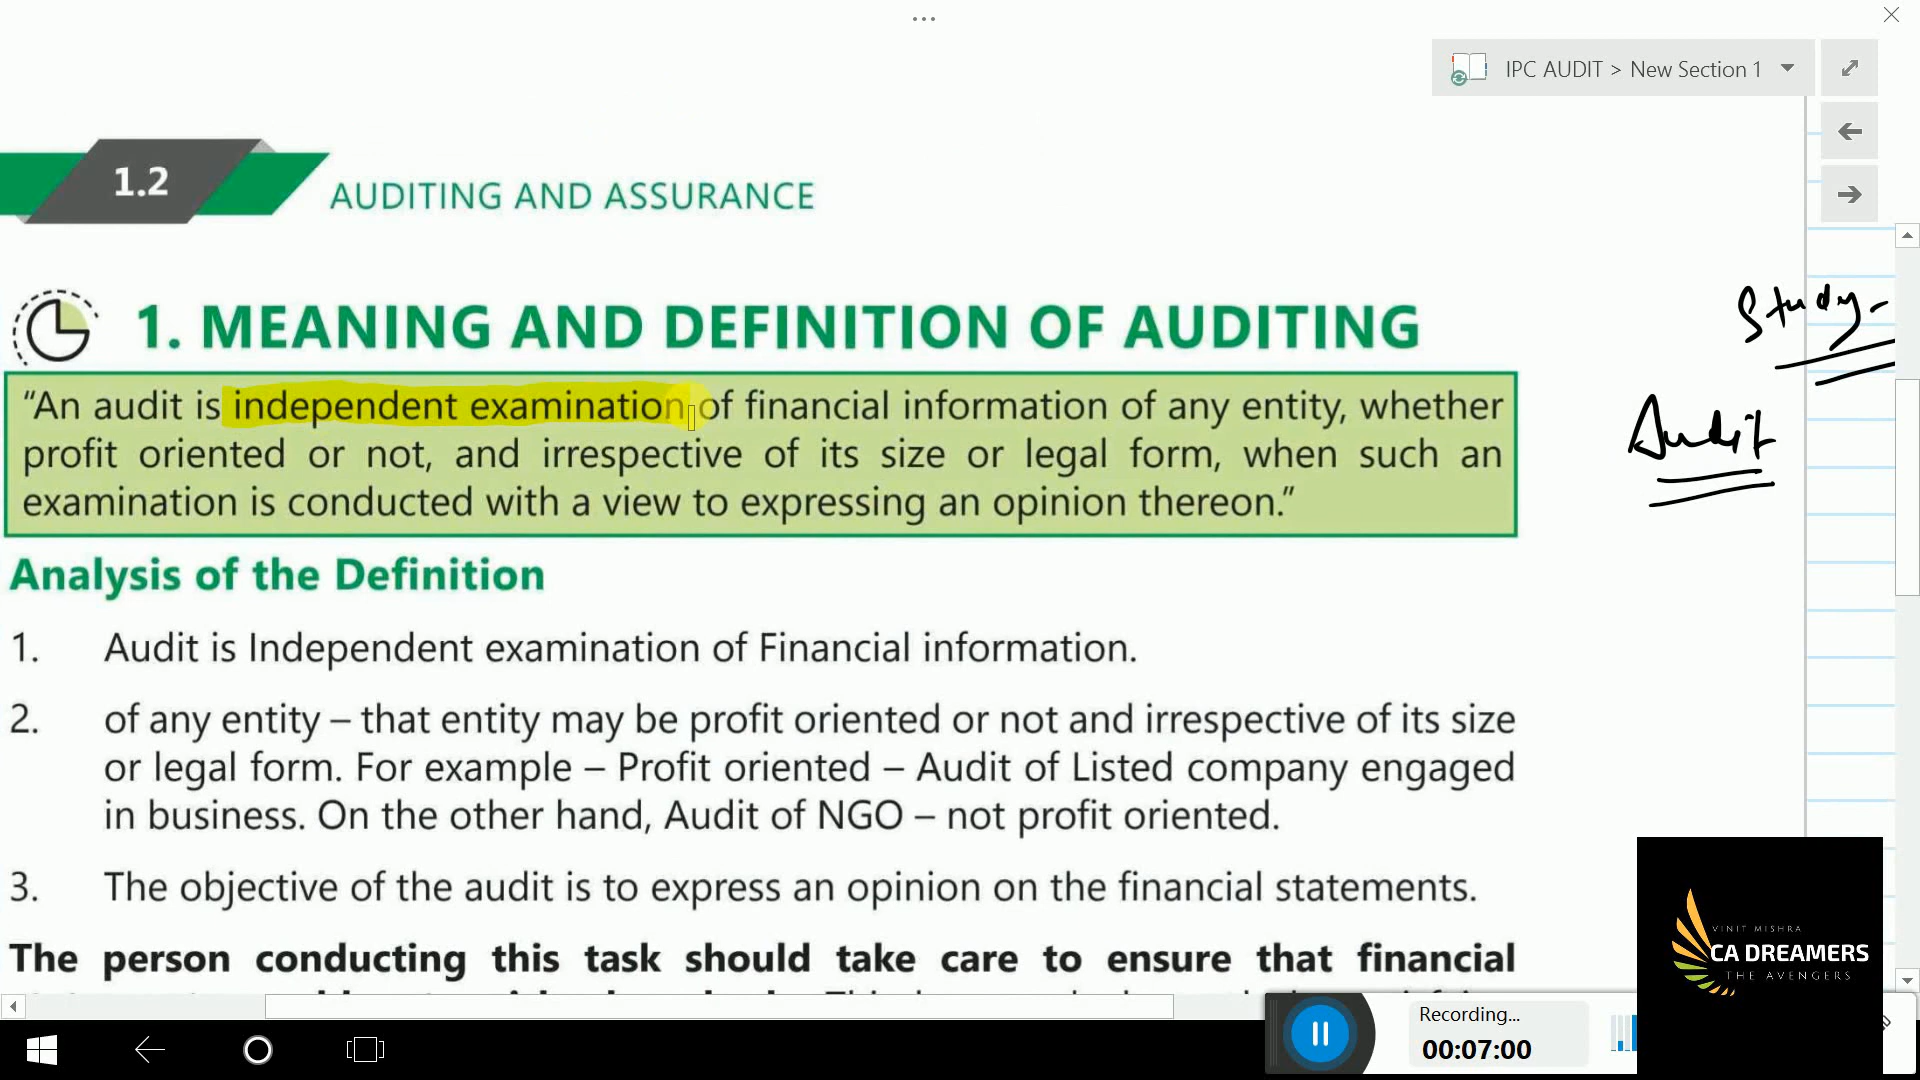 IPC AUDIT > New Section 1
1.2
AUDITING AND ASSURANCE
1. MEANING AND DEFINITION OF AUDITING
“An audit is independent examination of financial information of any entity, whether
profit oriented or not, and irrespective of its size or legal form, when such an
examination is conducted with a view to expressing an opinion thereon.”
Study-
Audit
Analysis of the Definition
1. Audit is Independent examination of Financial information.
2. of any entity – that entity may be profit oriented or not and irrespective of its size
or legal form. For example – Profit oriented – Audit of Listed company engaged
in business. On the other hand, Audit of NGO – not profit oriented.
3. The objective of the audit is to express an opinion on the financial statements.
The person conducting this task should take care to ensure that financial
VINIT MISHRA
CA DREAMERS
THE AVENGERS
Recording...
00:07:00